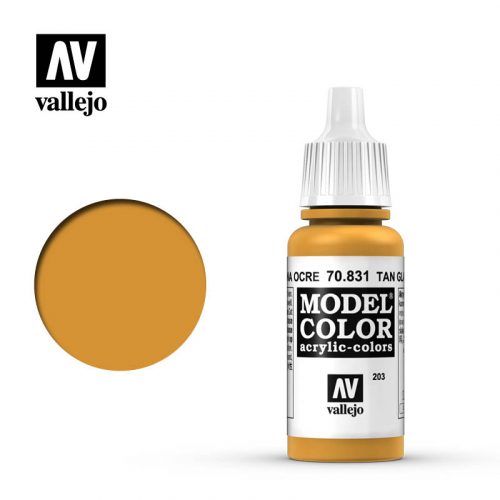 AV
vallejo
NA OCRE 70.831 TAN GL
MODEL
COLOR
acrylic-colors
203
AV
vallejo